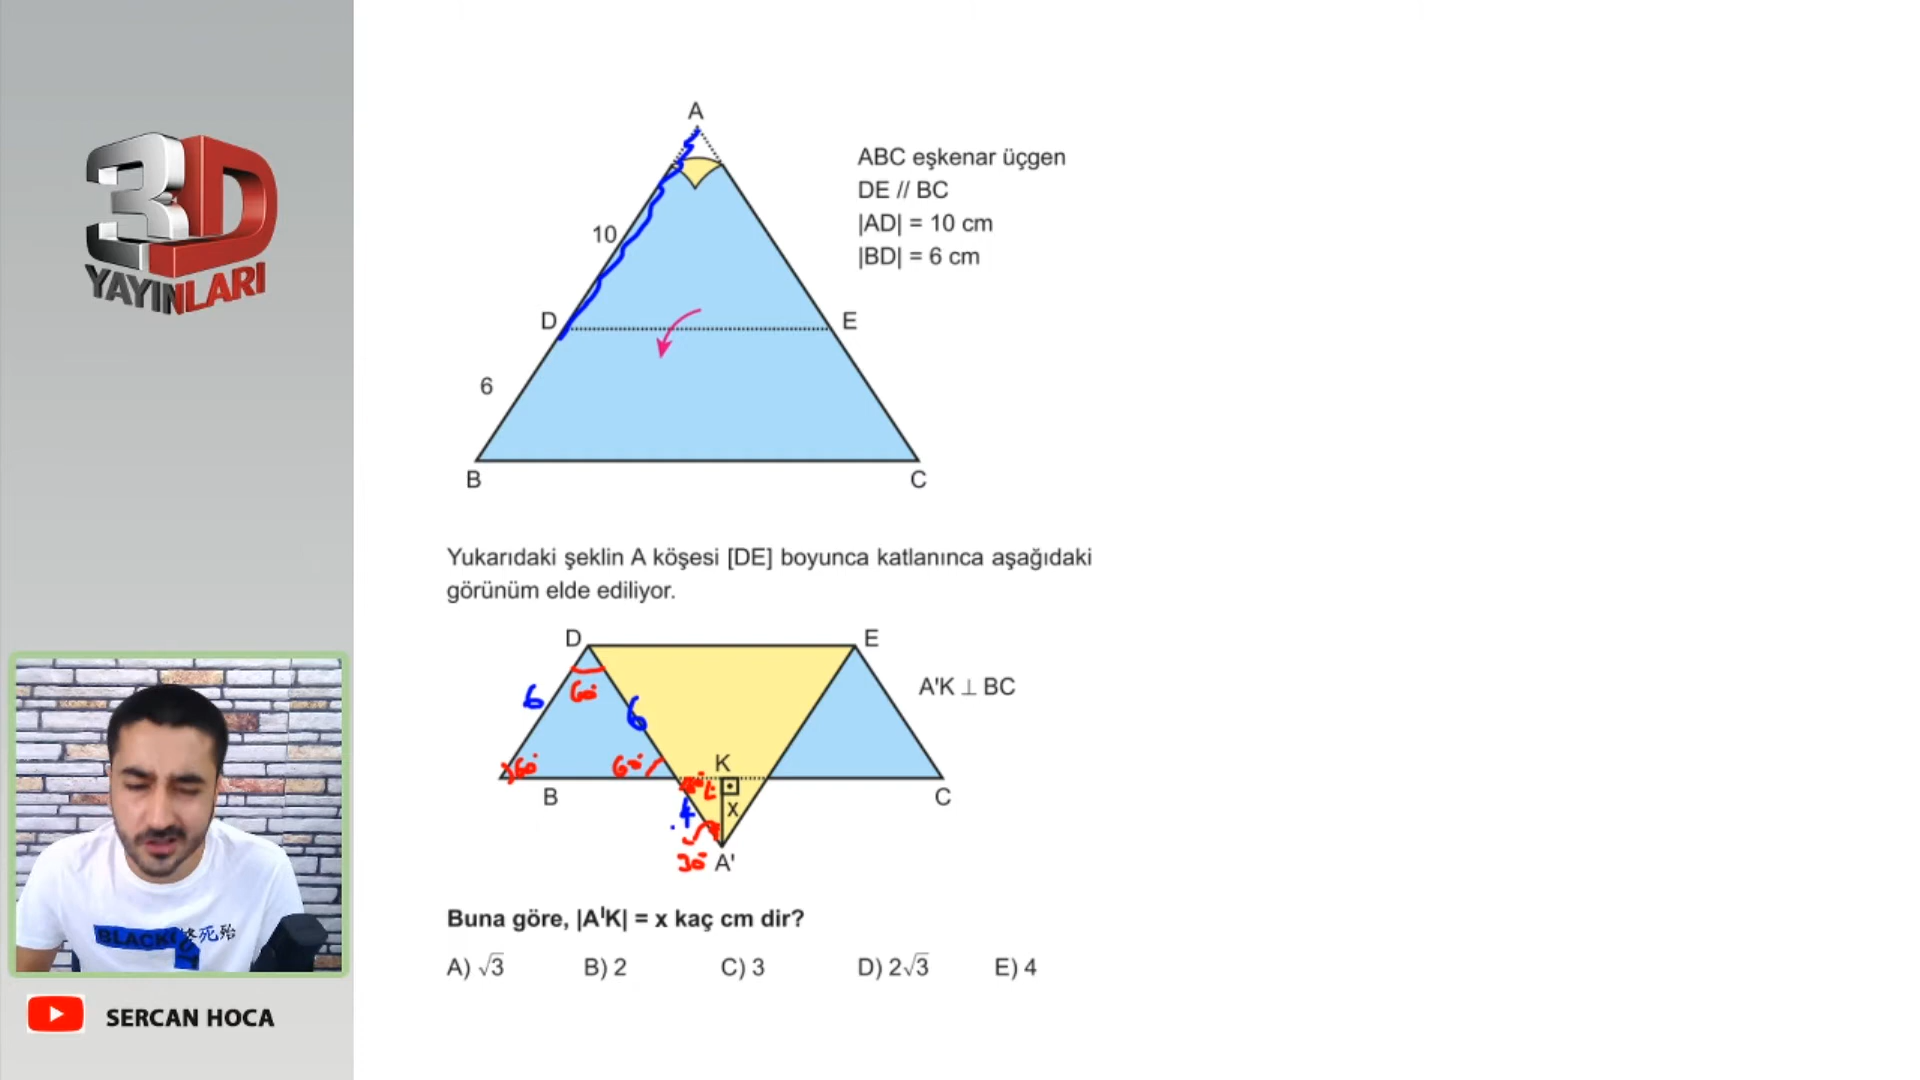 3D
YAYINLARI
A
ABC eşkenar üçgen
DE // BC
|AD| = 10 cm
|BD| = 6 cm
10
D
E
6
B
C
Yukarıdaki şeklin A köşesi [DE] boyunca katlanınca aşağıdaki
görünüm elde ediliyor.
D
E
A'K ⊥ BC
6
60°
6
60°
60°
K
B
4
x
C
30°
A'
Buna göre, |AᴵK| = x kaç cm dir?
A) √3 B) 2 C) 3 D) 2√3 E) 4
SERCAN HOCA